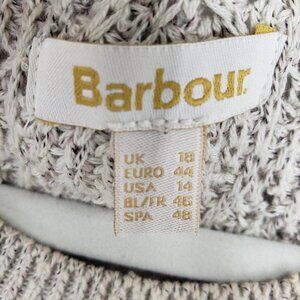 Barbour.
UK 18
EURO 44
USA 14
BL/FR 46
SPA 48